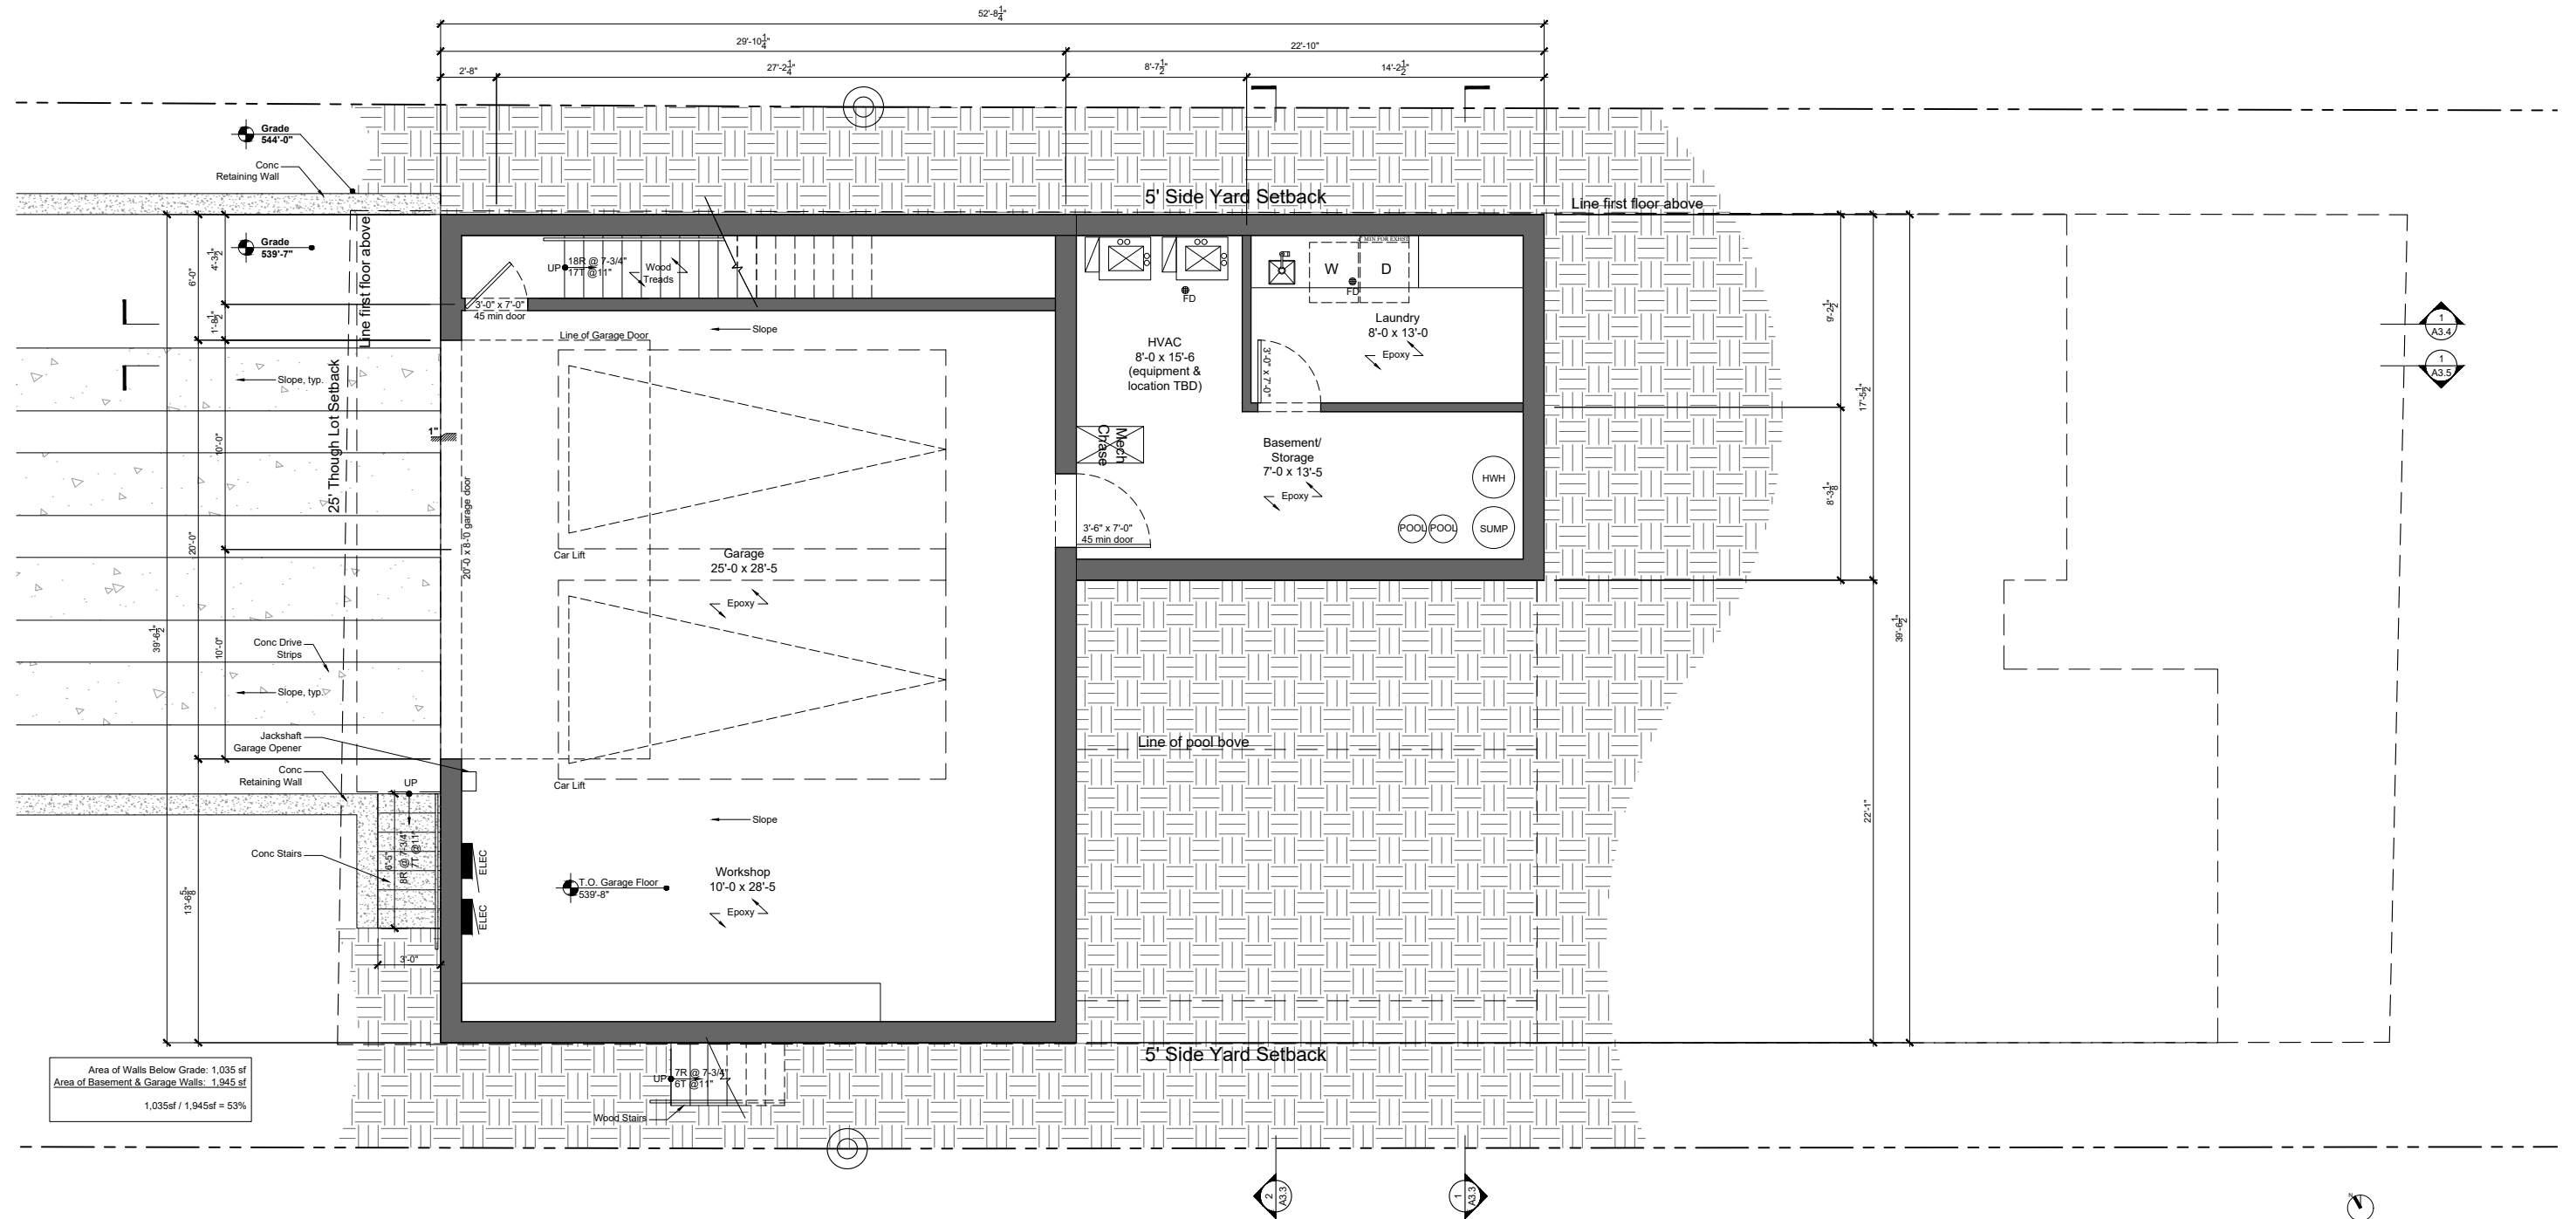 52'-8 1/4"
29'-10 1/4"
22'-10"
2'-8"
27'-2 1/4"
8'-7 1/2"
14'-2 1/2"
Grade
544'-0"
Conc
Retaining Wall
5' Side Yard Setback
Line first floor above
Grade
539'-7"
Line first floor above
25' Though Lot Setback
6'-0"
4'-3 1/2"
1'-8 1/2"
10'-0"
20'-0"
10'-0"
39'-6 1/2"
13'-6 5/8"
UP
18R @ 7-3/4"
17T @11"
Wood
Treads
3'-0" x 7'-0"
45 min door
Slope
Line of Garage Door
Slope, typ.
1"
20'-0 x 8'-0 garage door
Car Lift
Garage
25'-0 x 28'-5
Epoxy
Conc Drive
Strips
Slope, typ.
Jackshaft
Garage Opener
Conc
Retaining Wall
Car Lift
UP
8R @ 7-3/4"
7T @11"
6'-5"
Conc Stairs
3'-0"
ELEC
ELEC
Slope
Workshop
10'-0 x 28'-5
T.O. Garage Floor
539'-8"
Epoxy
FD
HVAC
8'-0 x 15'-6
(equipment &
location TBD)
MIN FOR EXHST
W
D
FD
Laundry
8'-0 x 13'-0
Epoxy
3'-0" x 7'-0"
Mech
Chase
Basement/
Storage
7'-0 x 13'-5
Epoxy
HWH
POOL
POOL
SUMP
3'-6" x 7'-0"
45 min door
9'-2 1/2"
8'-3 1/8"
17'-5 1/2"
22'-1"
39'-6 1/2"
1
A3.4
1
A3.5
Line of pool bove
5' Side Yard Setback
UP
7R @ 7-3/4"
6T @11"
Wood Stairs
Area of Walls Below Grade: 1,035 sf
Area of Basement & Garage Walls: 1,945 sf
1,035sf / 1,945sf = 53%
2
A3.3
1
A3.3
N